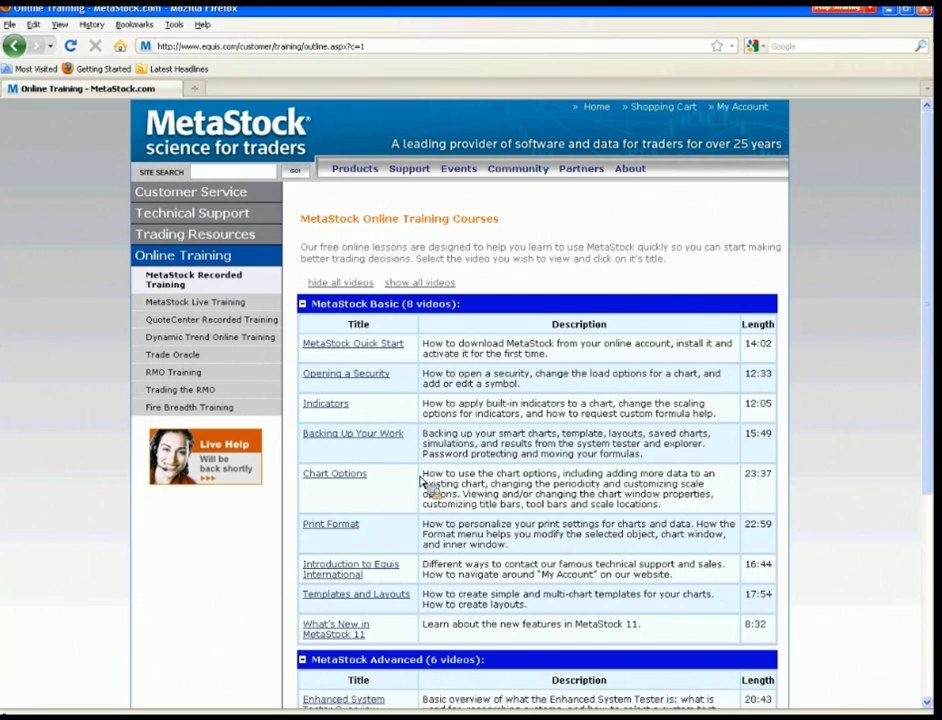 Online Training - MetaStock.com - Mozilla Firefox
Stop Sharing
File Edit View History Bookmarks Tools Help
http://www.equis.com/customer/training/outline.aspx?c=1
Google
Most Visited Getting Started Latest Headlines
M Online Training - MetaStock.com
» Home » Shopping Cart » My Account
MetaStock®
science for traders
A leading provider of software and data for traders for over 25 years
SITE SEARCH GO!
Products Support Events Community Partners About
Customer Service
Technical Support
Trading Resources
Online Training
MetaStock Recorded
Training
MetaStock Live Training
QuoteCenter Recorded Training
Dynamic Trend Online Training
Trade Oracle
RMO Training
Trading the RMO
Fire Breadth Training
Live Help
Will be
back shortly
MetaStock Online Training Courses
Our free online lessons are designed to help you learn to use MetaStock quickly so you can start making
better trading decisions. Select the video you wish to view and click on it's title.
hide all videos show all videos
MetaStock Basic (8 videos):
Title Description Length
MetaStock Quick Start How to download MetaStock from your online account, install it and 14:02
activate it for the first time.
Opening a Security How to open a security, change the load options for a chart, and 12:33
add or edit a symbol.
Indicators How to apply built-in indicators to a chart, change the scaling 12:05
options for indicators, and how to request custom formula help.
Backing Up Your Work Backing up your smart charts, template, layouts, saved charts, 15:49
simulations, and results from the system tester and explorer.
Password protecting and moving your formulas.
Chart Options How to use the chart options, including adding more data to an 23:37
existing chart, changing the periodicity and customizing scale
options. Viewing and/or changing the chart window properties,
customizing title bars, tool bars and scale locations.
Print Format How to personalize your print settings for charts and data. How the 22:59
Format menu helps you modify the selected object, chart window,
and inner window.
Introduction to Equis Different ways to contact our famous technical support and sales. 16:44
International How to navigate around "My Account" on our website.
Templates and Layouts How to create simple and multi-chart templates for your charts. 17:54
How to create layouts.
What's New in Learn about the new features in MetaStock 11. 8:32
MetaStock 11
MetaStock Advanced (6 videos):
Title Description Length
Enhanced System Basic overview of what the Enhanced System Tester is: what is 20:43